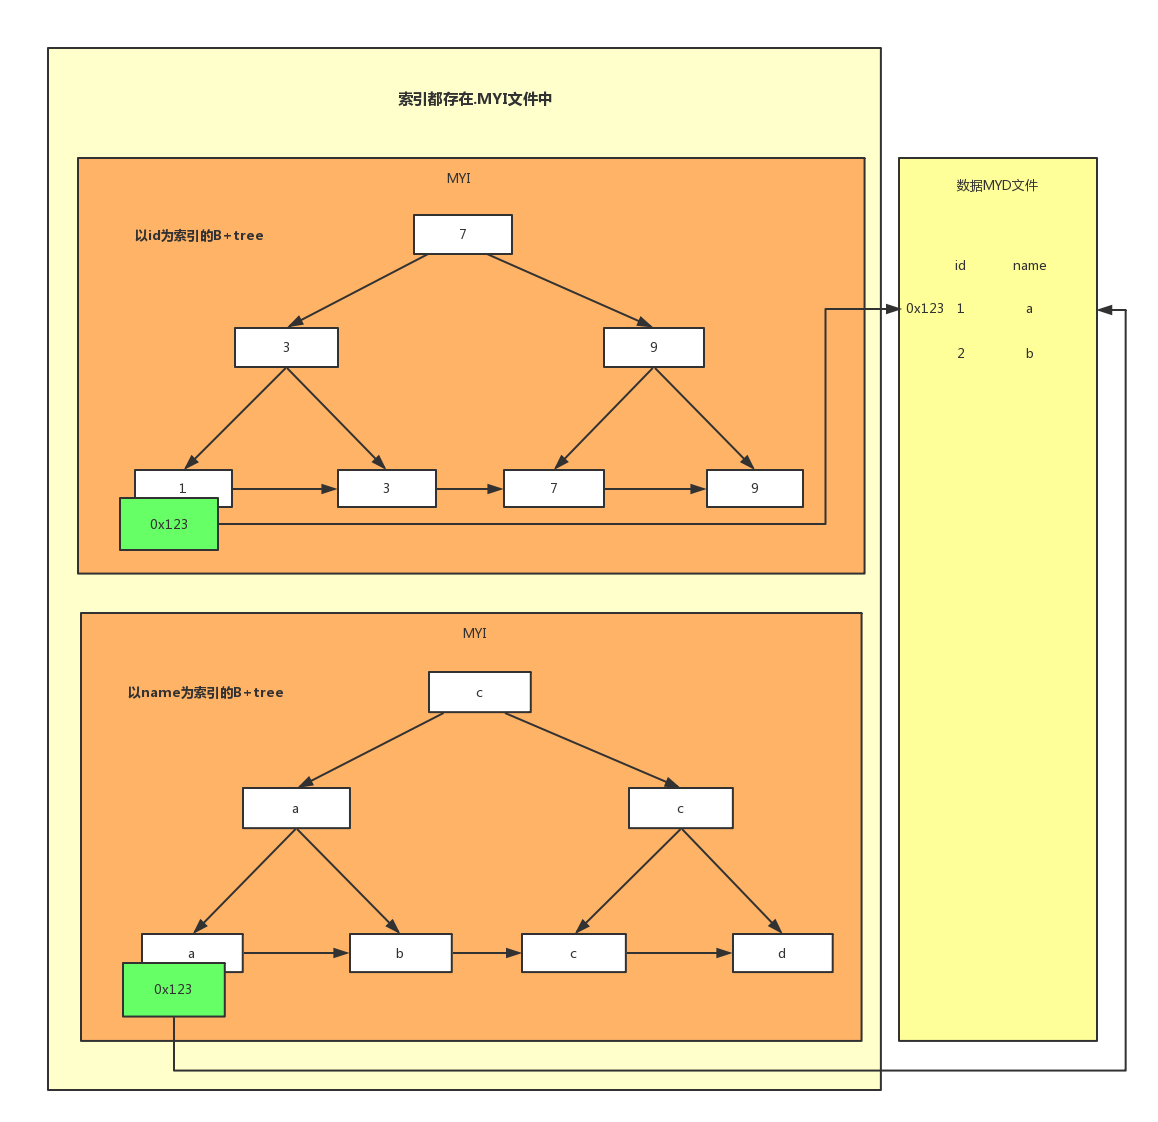 索引都存在.MYI文件中
MYI
以id为索引的B+tree
7
3
9
1
3
7
9
0x123
MYI
以name为索引的B+tree
c
a
c
a
b
c
d
0x123
数据MYD文件
id name
0x123 1 a
2 b